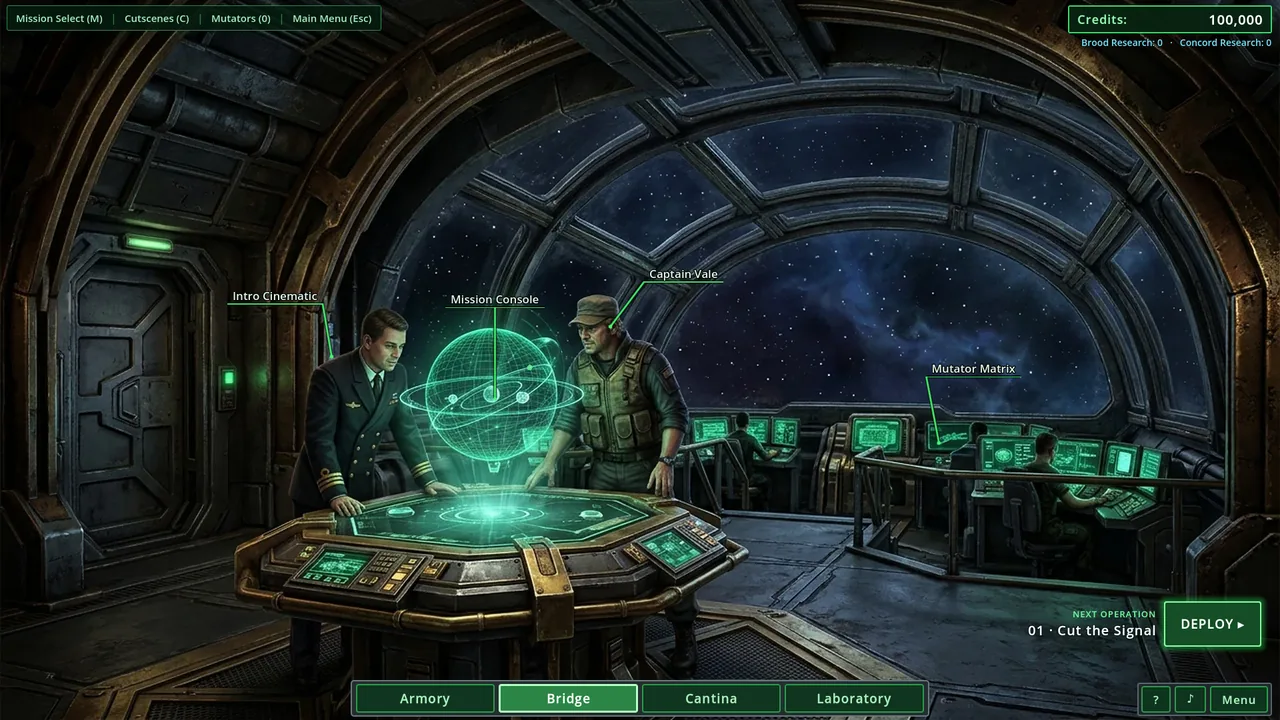 Mission Select (M) | Cutscenes (C) | Mutators (0) | Main Menu (Esc)
Credits: 100,000
Brood Research: 0 · Concord Research: 0
Captain Vale
Intro Cinematic
Mission Console
Mutator Matrix
NEXT OPERATION
01 · Cut the Signal
DEPLOY ▸
Armory
Bridge
Cantina
Laboratory
?
♪
Menu